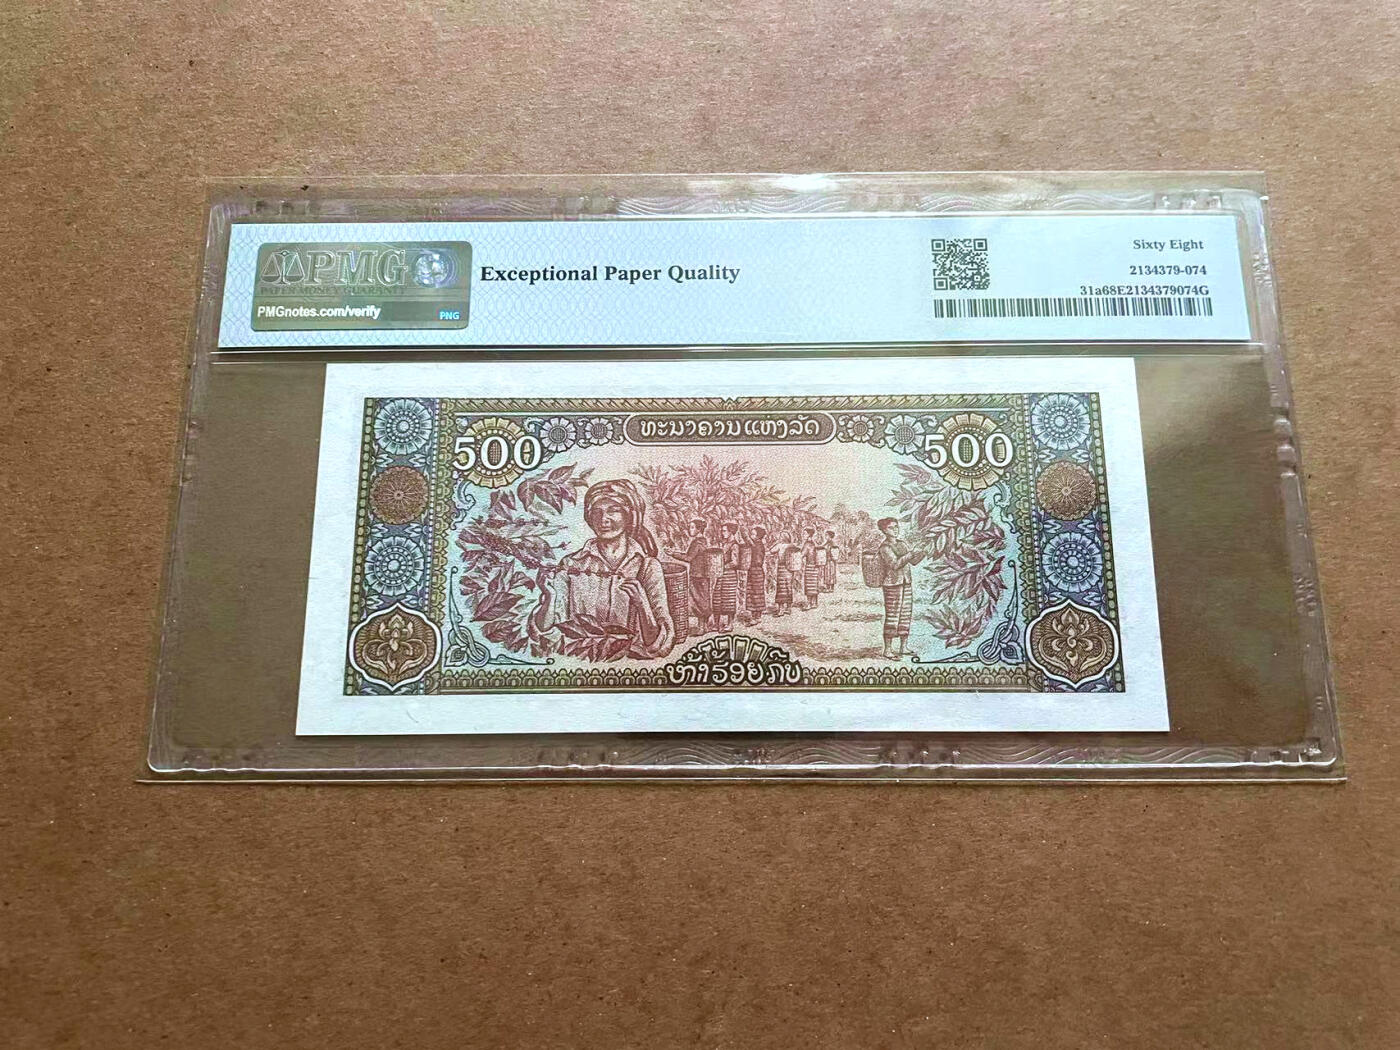 PMG
PAPER MONEY GUARANTY
PMGnotes.com/verify
PNG
Exceptional Paper Quality
Sixty Eight
2134379-074
31a68E2134379074G
ທະນາຄານແຫ່ງລັດ
500
500
ຫ້າຮ້ອຍກີບ